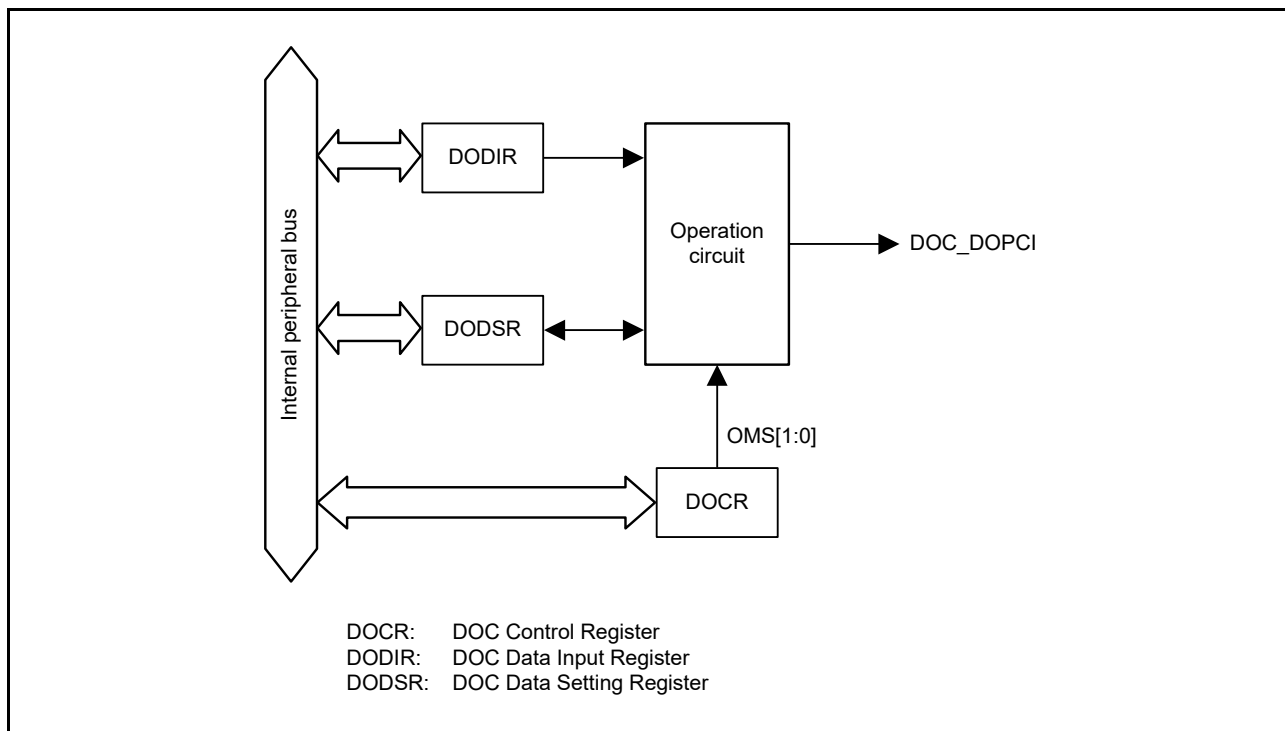 Internal peripheral bus
DODIR
DODSR
Operation
circuit
DOC_DOPCI
OMS[1:0]
DOCR
DOCR: DOC Control Register
DODIR: DOC Data Input Register
DODSR: DOC Data Setting Register